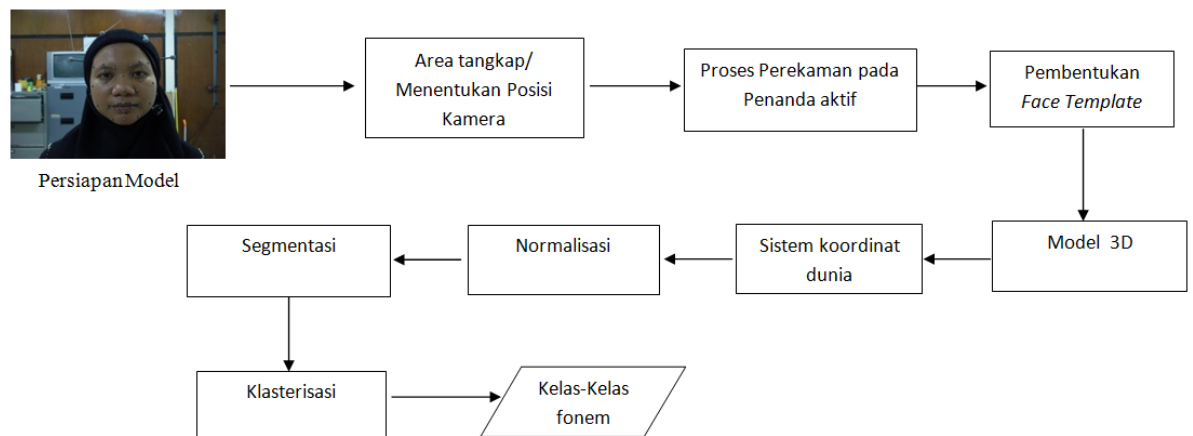 Persiapan Model
Area tangkap/
Menentukan Posisi
Kamera
Proses Perekaman pada
Penanda aktif
Pembentukan
Face Template
Model 3D
Sistem koordinat
dunia
Normalisasi
Segmentasi
Klasterisasi
Kelas-Kelas
fonem